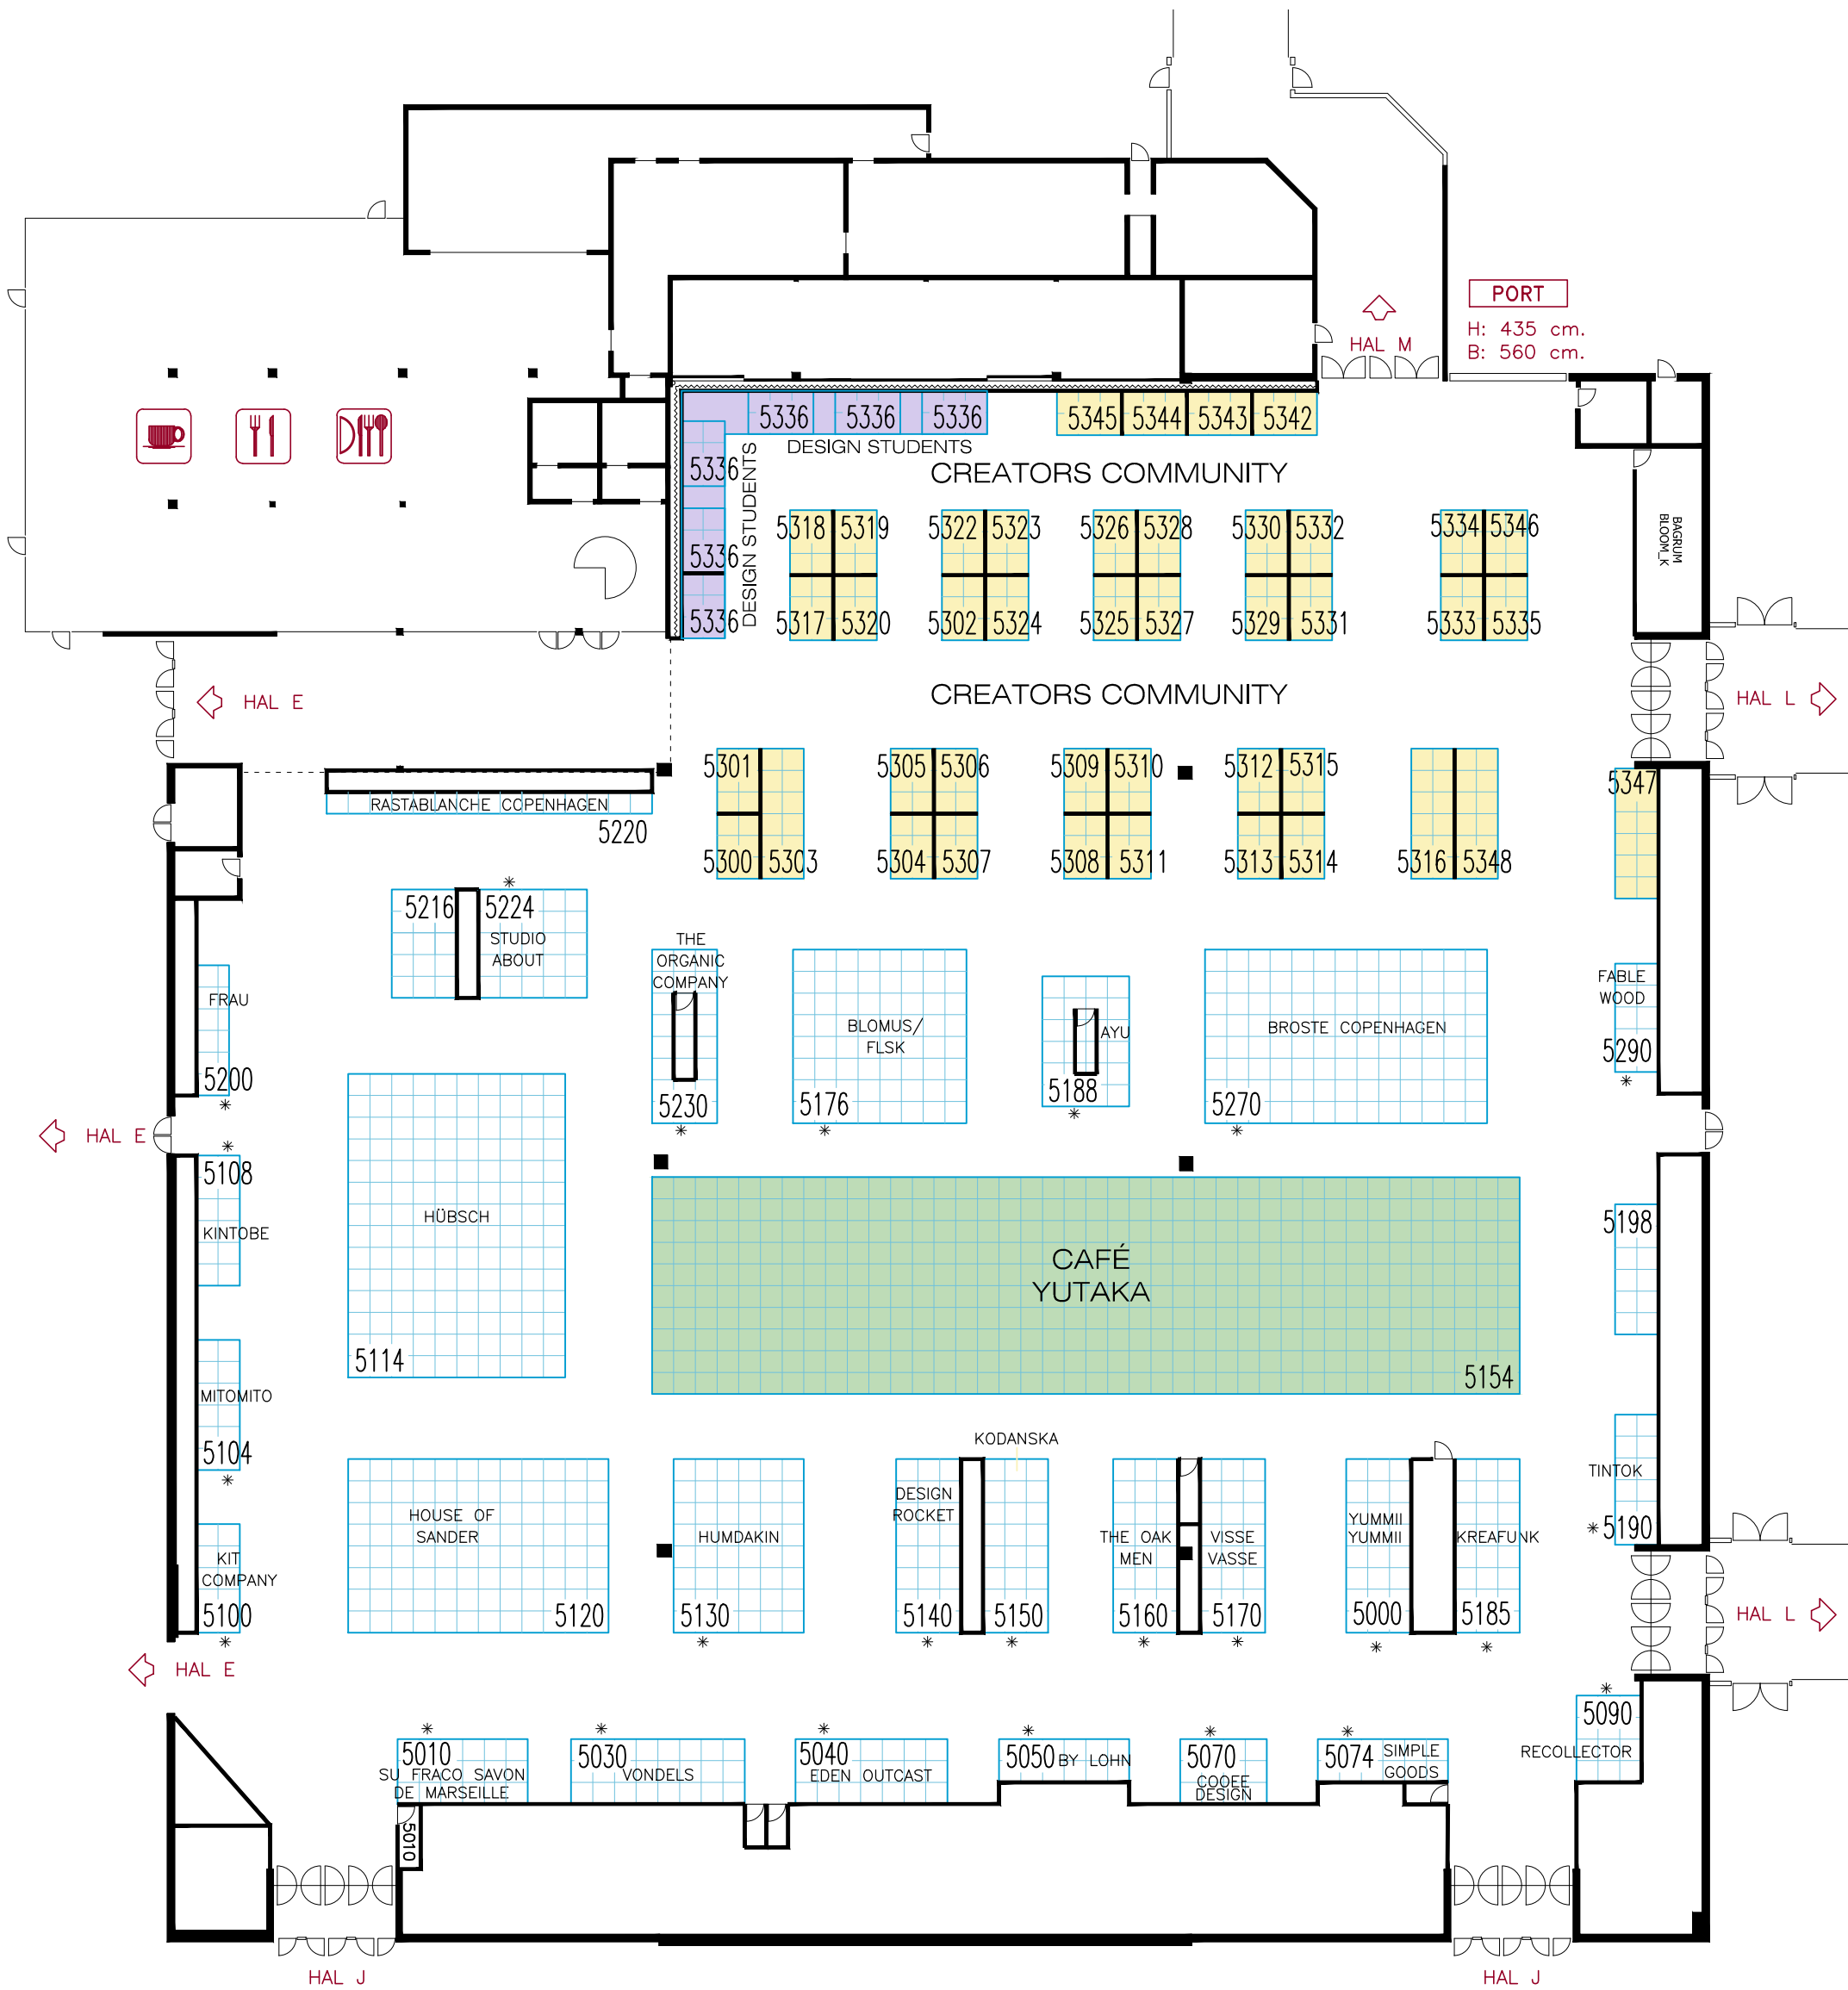 PORT
H: 435 cm.
B: 560 cm.
HAL M
5336
5336
5336
5345
5344
5343
5342
DESIGN STUDENTS
CREATORS COMMUNITY
5336
5336
5336
DESIGN STUDENTS
5318
5319
5322
5323
5326
5328
5330
5332
5334
5346
5317
5320
5302
5324
5325
5327
5329
5331
5333
5335
BAGRUM
BLOOM_K
HAL E
CREATORS COMMUNITY
HAL L
5301
5305
5306
5309
5310
5312
5315
5347
RASTABLANCHE COPENHAGEN
5220
5300
5303
5304
5307
5308
5311
5313
5314
5316
5348
5216
5224
STUDIO
ABOUT
THE
ORGANIC
COMPANY
5230
BLOMUS/
FLSK
5176
AYU
5188
BROSTE COPENHAGEN
5270
FABLE
WOOD
5290
FRAU
5200
HAL E
5108
KINTOBE
HÜBSCH
5114
CAFÉ
YUTAKA
5154
5198
MITOMITO
5104
KODANSKA
TINTOK
5190
KIT
COMPANY
5100
HOUSE OF
SANDER
5120
HUMDAKIN
5130
DESIGN
ROCKET
5140
5150
THE OAK
MEN
5160
VISSE
VASSE
5170
YUMMII
YUMMII
5000
KREAFUNK
5185
HAL L
HAL E
5010
SU FRACO SAVON
DE MARSEILLE
5030
VONDELS
5040
EDEN OUTCAST
5050 BY LOHN
5070
COOEE
DESIGN
5074
SIMPLE
GOODS
5090
RECOLLECTOR
5010
HAL J
HAL J